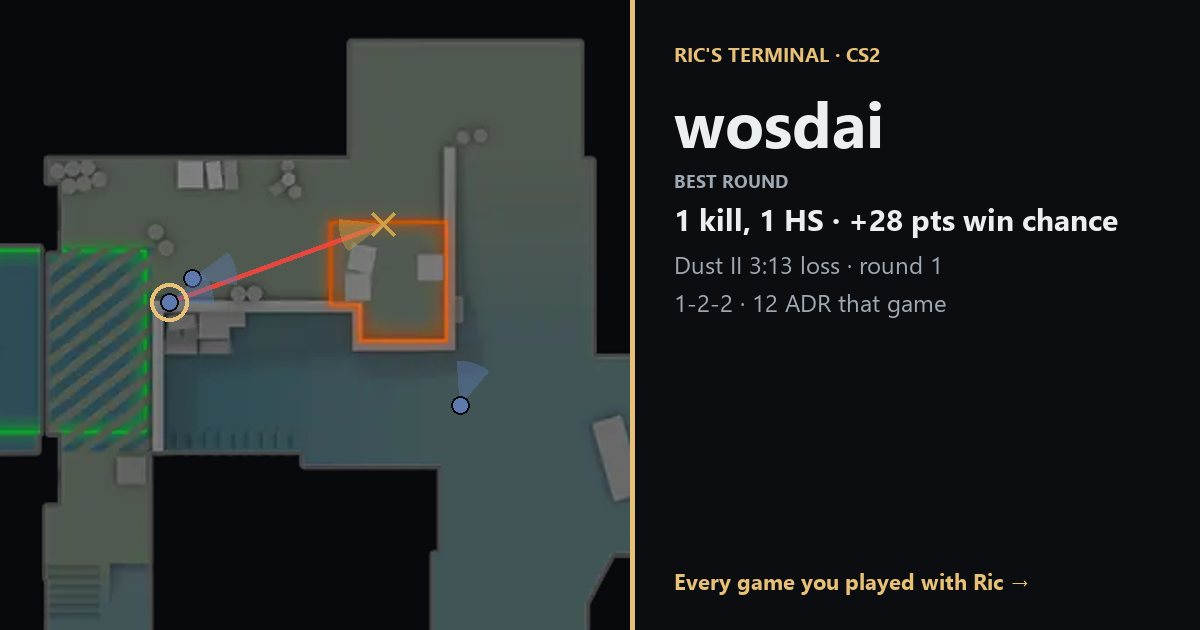 RIC'S TERMINAL · CS2
wosdai
BEST ROUND
1 kill, 1 HS · +28 pts win chance
Dust II 3:13 loss · round 1
1-2-2 · 12 ADR that game
Every game you played with Ric →